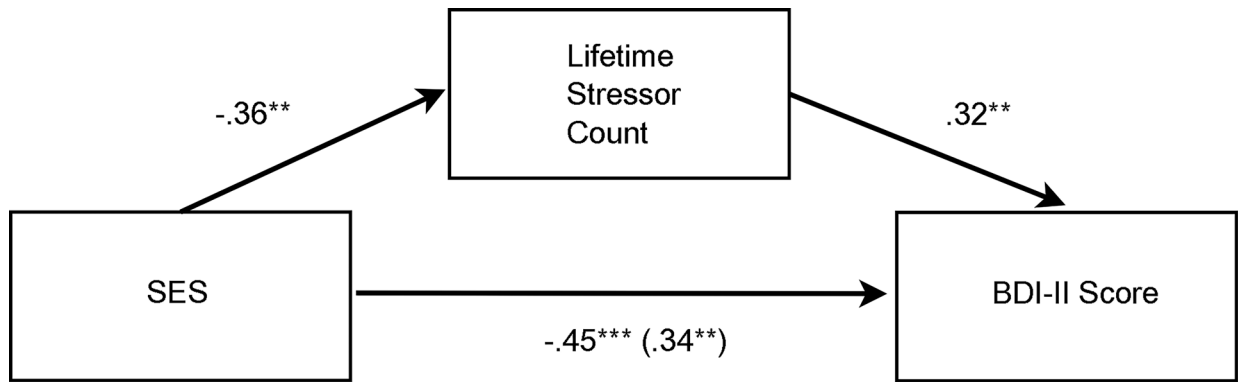 Lifetime
Stressor
Count
-.36**
.32**
SES
BDI-II Score
-.45*** (.34**)